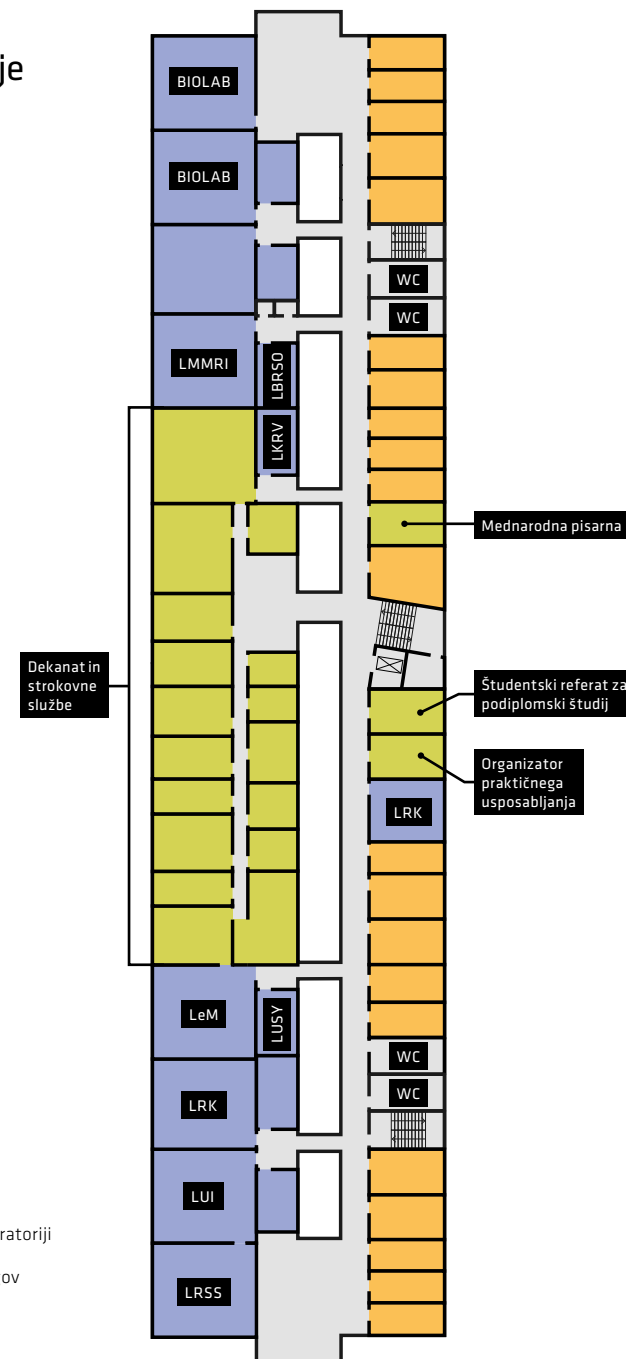 je
BIOLAB
BIOLAB
WC
WC
LMMRI
LBRSO
LKRV
Mednarodna pisarna
Dekanat in
strokovne
službe
Študentski referat za
podiplomski študij
Organizator
praktičnega
usposabljanja
LRK
LeM
LUSY
WC
LRK
WC
LUI
ratoriji
ov
LRSS